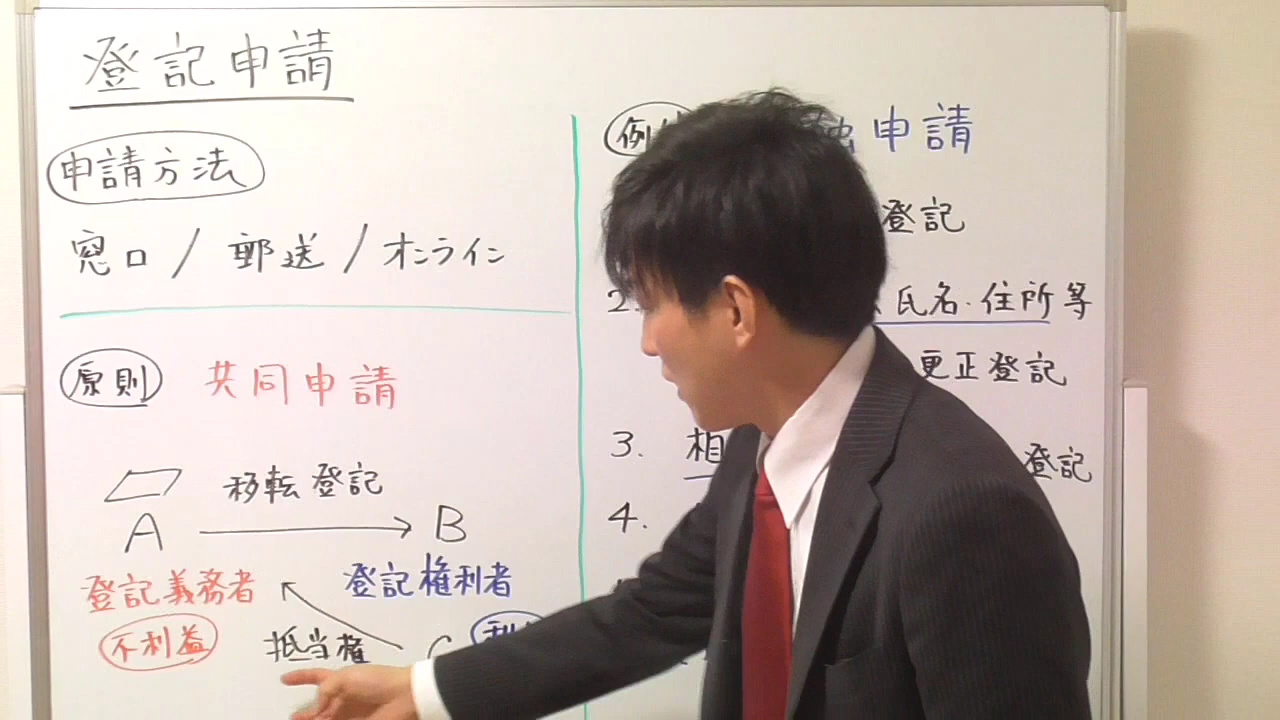 登記申請
申請方法
窓口 / 郵送 / オンライン
原則 共同申請
移転登記
A B
登記義務者 登記権利者
不利益 抵当権
例 申請
登記
2 氏名・住所等
更正登記
3. 相 登記
4.